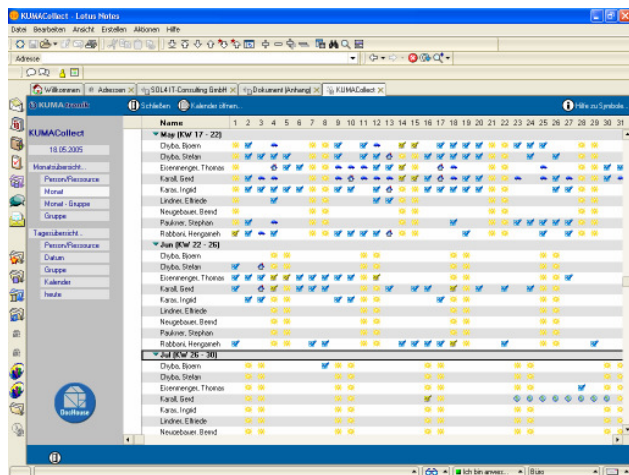 KUMACollect - Lotus Notes
Datei Bearbeiten Ansicht Erstellen Aktionen Hilfe
Adresse
Willkommen Adressen SOL4 IT-Consulting GmbH Dokument (Anhang) KUMACollect
KUMAtronik Schließen Kalender öffnen... Hilfe zu Symbole...
KUMACollect
18.05.2005
Monatsübersicht...
Person/Ressource
Monat
Monat - Gruppe
Gruppe
Tagesübersicht...
Person/Ressource
Datum
Gruppe
Kalender
heute
DocHouse
Name 1 2 3 4 5 6 7 8 9 10 11 12 13 14 15 16 17 18 19 20 21 22 23 24 25 26 27 28 29 30 31
May (KW 17 - 22)
Chyba, Bjoern
Chyba, Stefan
Eisenmenger, Thomas
Karall, Gerd
Karas, Ingrid
Lindner, Elfriede
Neugebauer, Bernd
Paukner, Stephan
Rabbani, Hengameh
Jun (KW 22 - 26)
Chyba, Bjoern
Chyba, Stefan
Eisenmenger, Thomas
Karall, Gerd
Karas, Ingrid
Lindner, Elfriede
Neugebauer, Bernd
Paukner, Stephan
Rabbani, Hengameh
Jul (KW 26 - 30)
Chyba, Bjoern
Chyba, Stefan
Eisenmenger, Thomas
Karall, Gerd
Karas, Ingrid
Lindner, Elfriede
Neugebauer, Bernd
Ich bin anwes... Büro